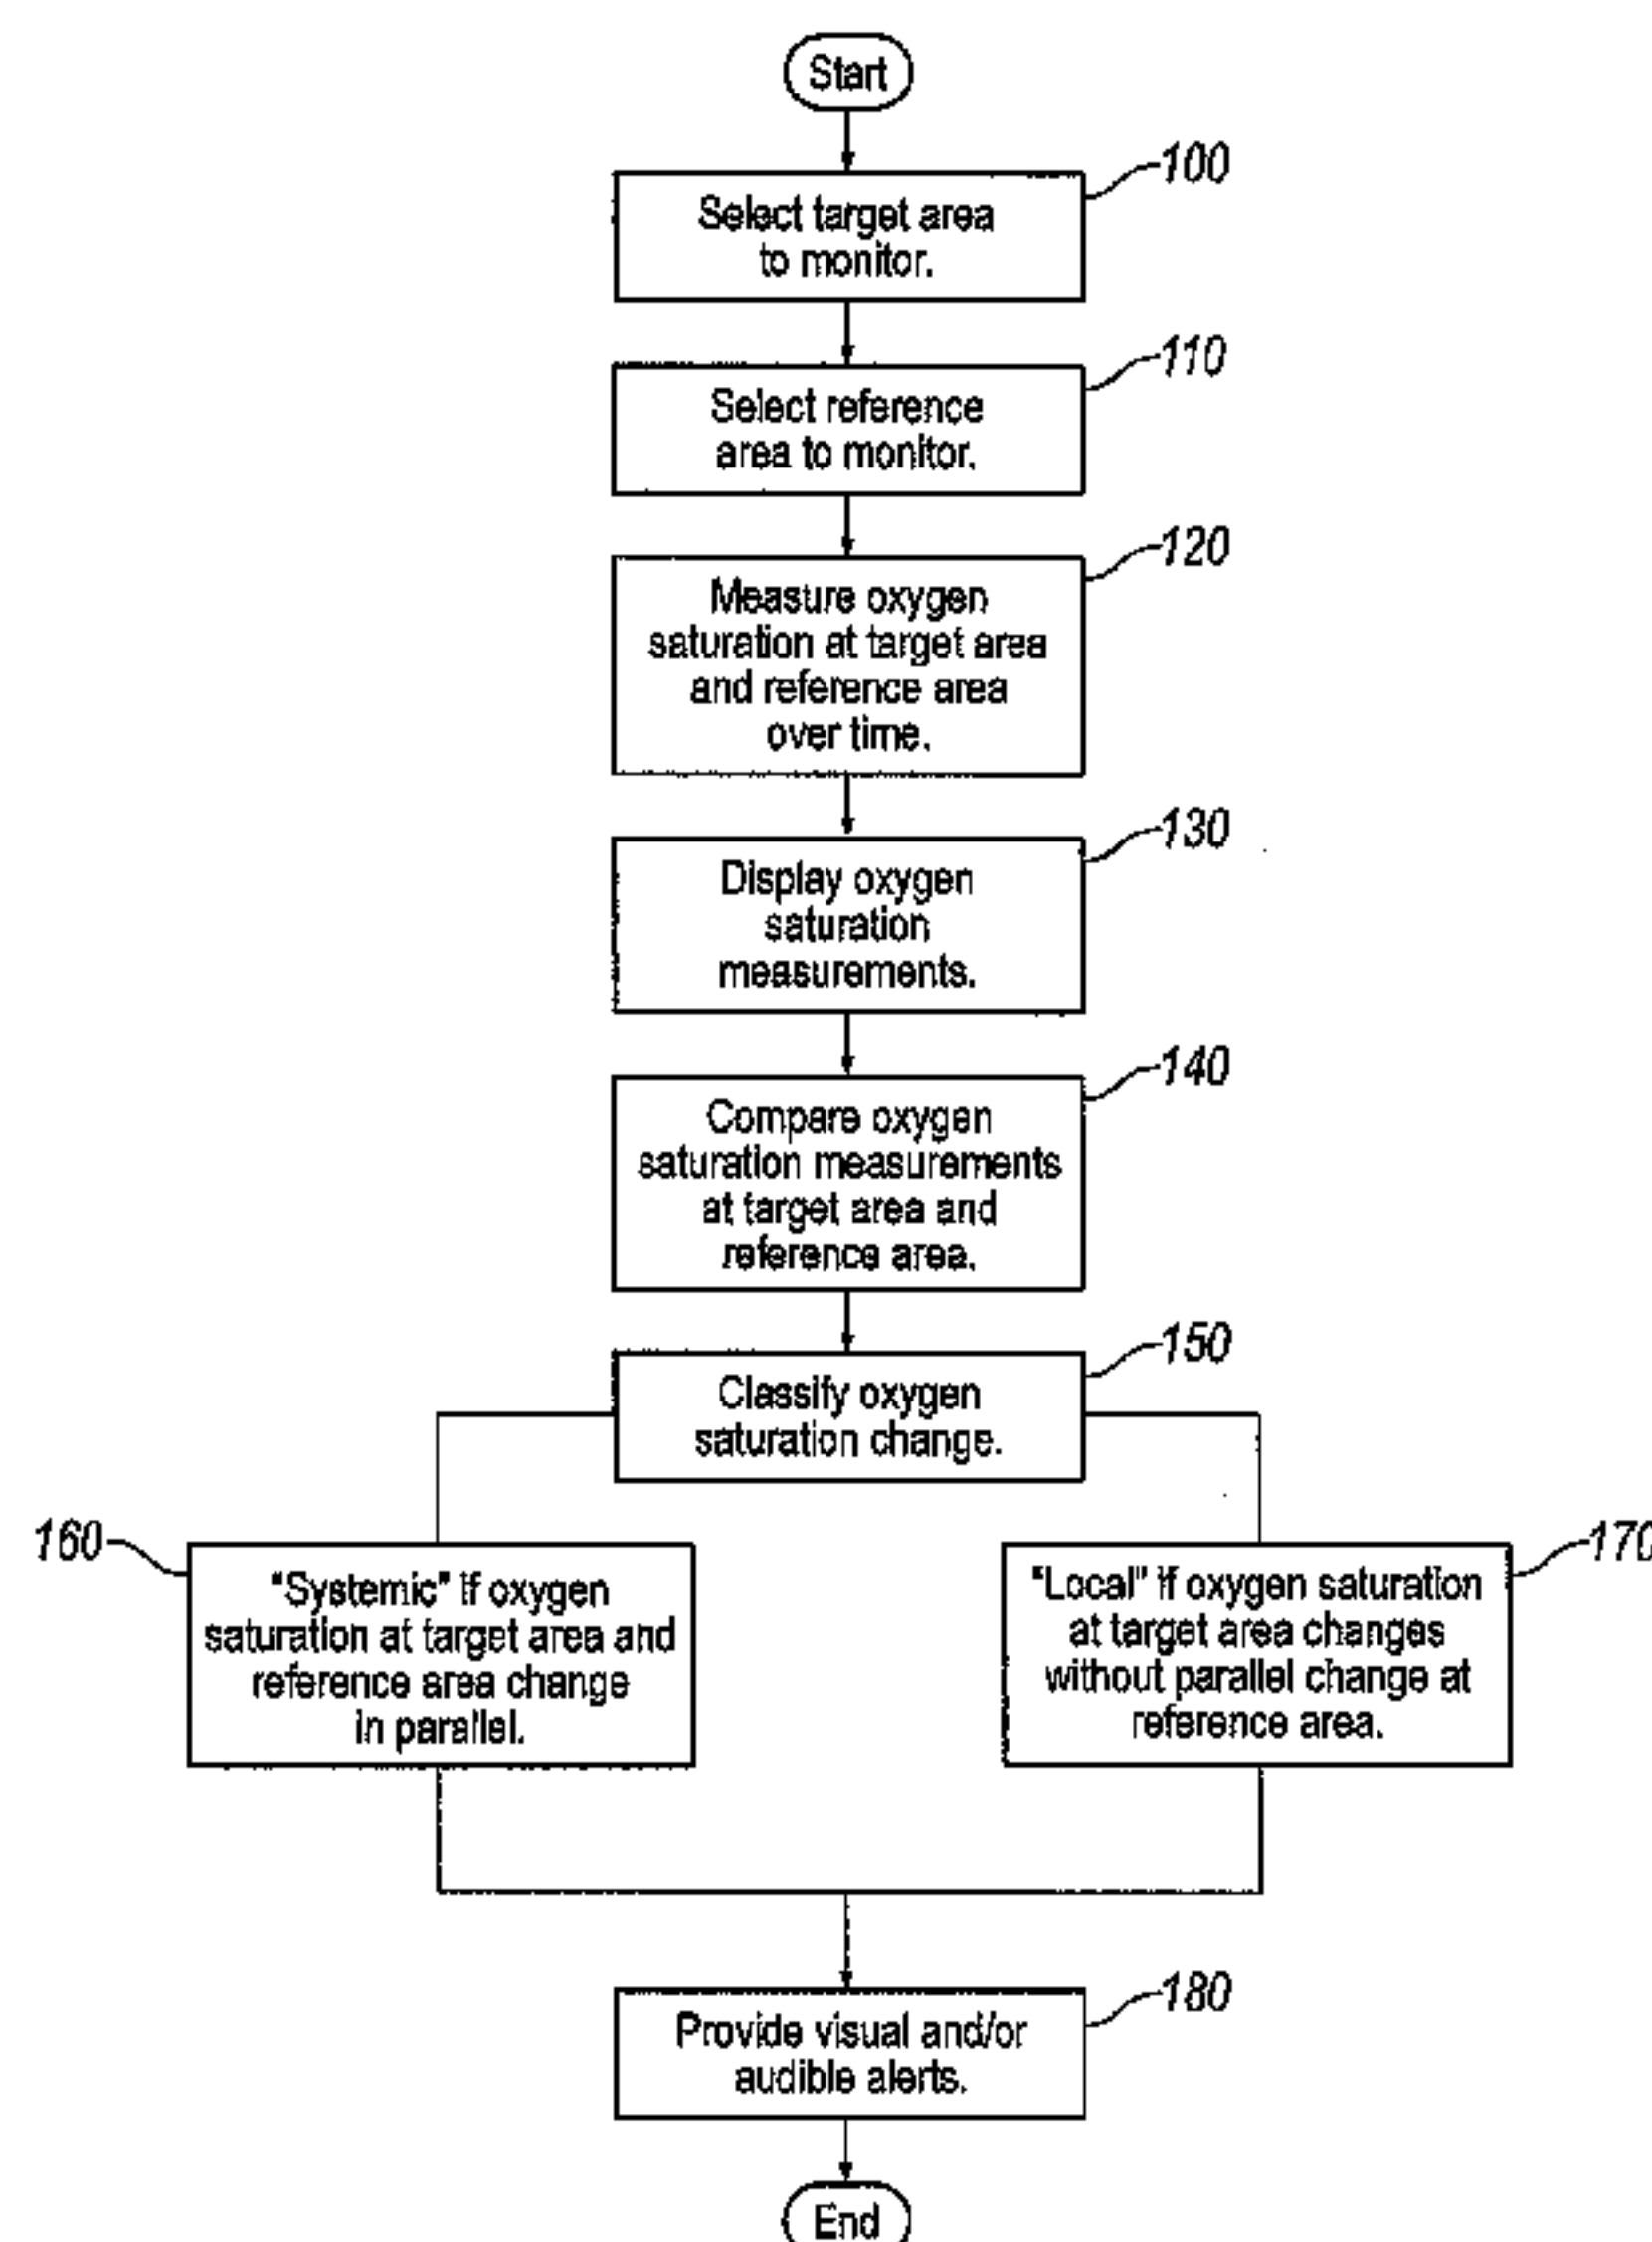 Start
100
Select target area
to monitor.
110
Select reference
area to monitor.
120
Measure oxygen
saturation at target area
and reference area
over time.
130
Display oxygen
saturation
measurements.
140
Compare oxygen
saturation measurements
at target area and
reference area.
150
Classify oxygen
saturation change.
160
"Systemic" if oxygen
saturation at target area and
reference area change
in parallel.
170
"Local" if oxygen saturation
at target area changes
without parallel change at
reference area.
180
Provide visual and/or
audible alerts.
End